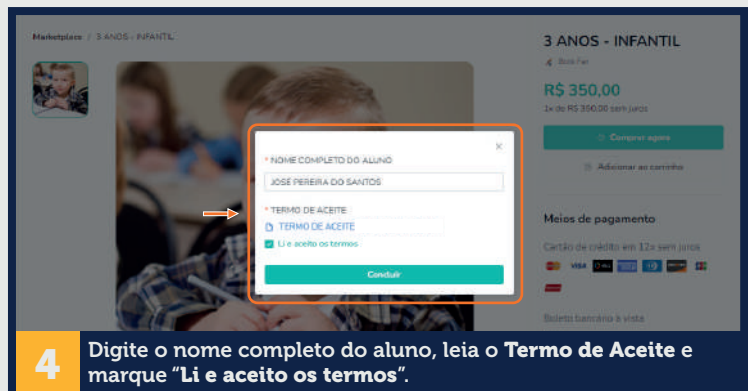 Marketplace / 3 ANOS - INFANTIL
3 ANOS - INFANTIL
R$ 350,00
1x de R$ 350,00 sem juros
Comprar agora
Adicionar ao carrinho
* NOME COMPLETO DO ALUNO
JOSÉ PEREIRA DO SANTOS
* TERMO DE ACEITE
TERMO DE ACEITE
Li e aceito os termos
Concluir
Meios de pagamento
Cartão de crédito em 12x sem juros
VISA
Boleto bancário à vista
4
Digite o nome completo do aluno, leia o Termo de Aceite e
marque “Li e aceito os termos”.